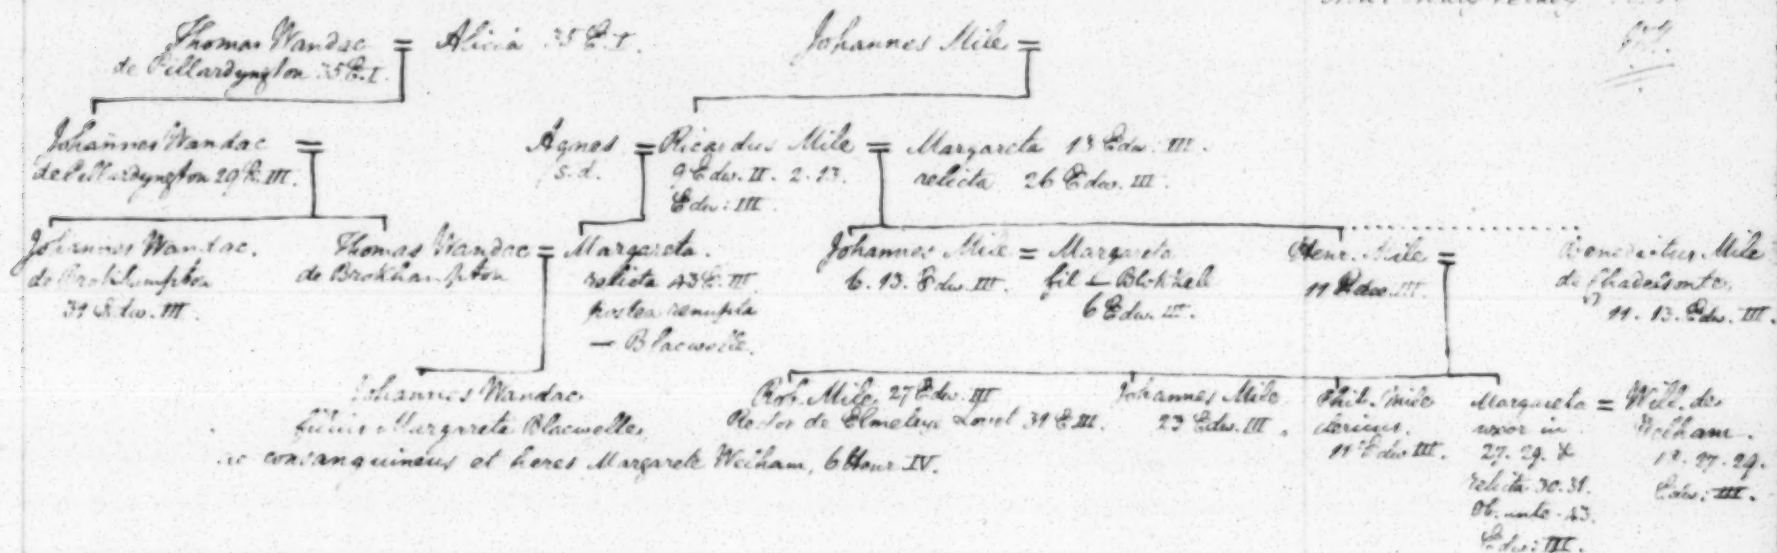 Thomas Wandac = Alicia 35 E. I.
de Pillardyngton 35 E. I.
Johannes Mile =
Johannes Wandac =
de Pillardyngton 29 E. III.
Agnes = Ricardus Mile = Margareta 18 Edw. III.
s. d.
9 Edw. II. 2. 13.
Edw: III.
relicta 26 Edw. III.
Johannes Wandac.
de
31 Edw. III.
Thomas Wandac = Margareta.
de Brokhampton
relicta 43 E. III
postea renupta
— Blacwelle.
Johannes Mile = Margareta
6. 13. Edw. III.
fil — Blokhale
6 Edw. III.
Henr. Mile =
11 Edw. III.
Benedictus Mile
de
11. 13. Edw. III.
Johannes Wandac
filius Margarete Blacwelle,
ac consanguineus et heres Margarete Welham, 6 Henr IV.
Rob. Mile, 27 Edw. III
Rector de Elmeleye Lovet 31 E. III.
Johannes Mile
23 Edw. III.
Phil. Mile
clericus.
11 Edw III.
Margareta = Will. de
uxor in
27. 29. &
relicta 30. 31.
Ob. ante 43.
Edw: III.
Welham.
18. 27. 29.
Edw: III.